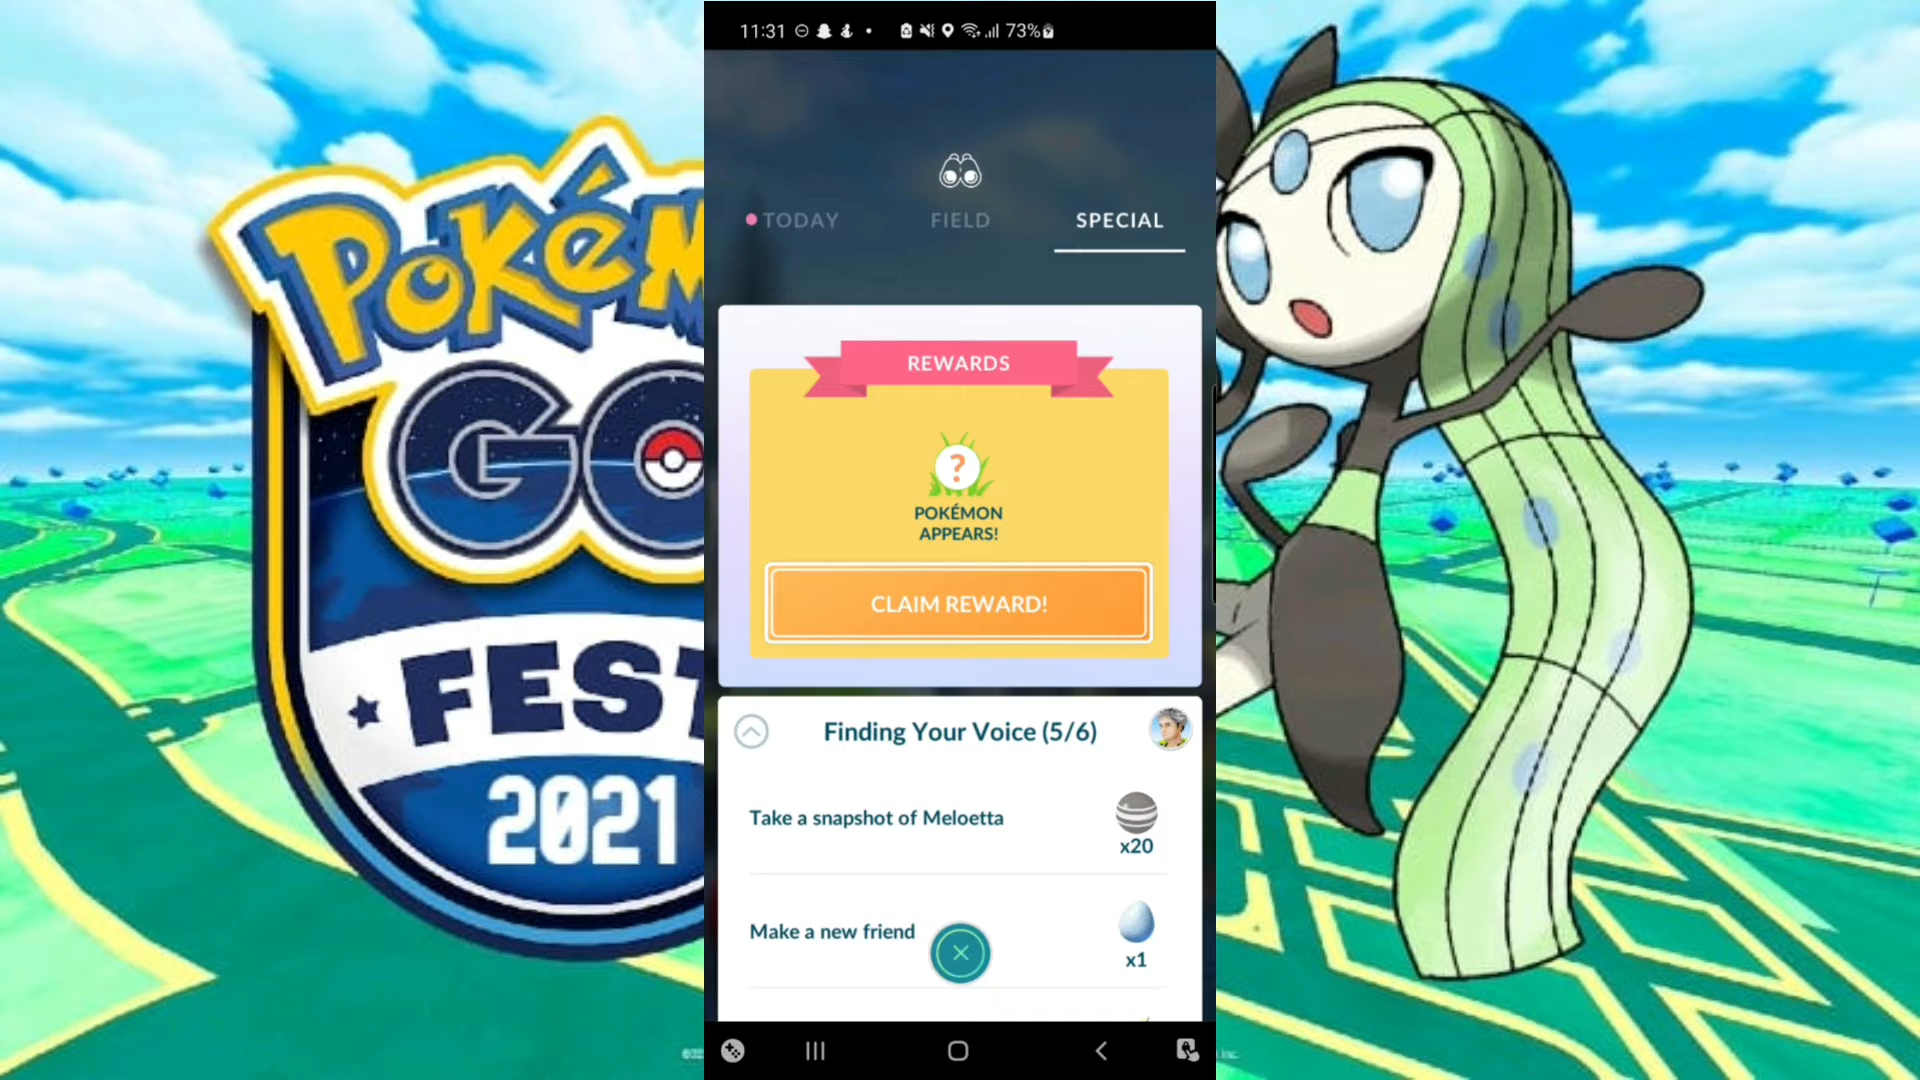 Pokém
GO
FEST
2021
11:31
73%
TODAY
FIELD
SPECIAL
REWARDS
?
POKÉMON
APPEARS!
CLAIM REWARD!
Finding Your Voice (5/6)
Take a snapshot of Meloetta
x20
Make a new friend
x1